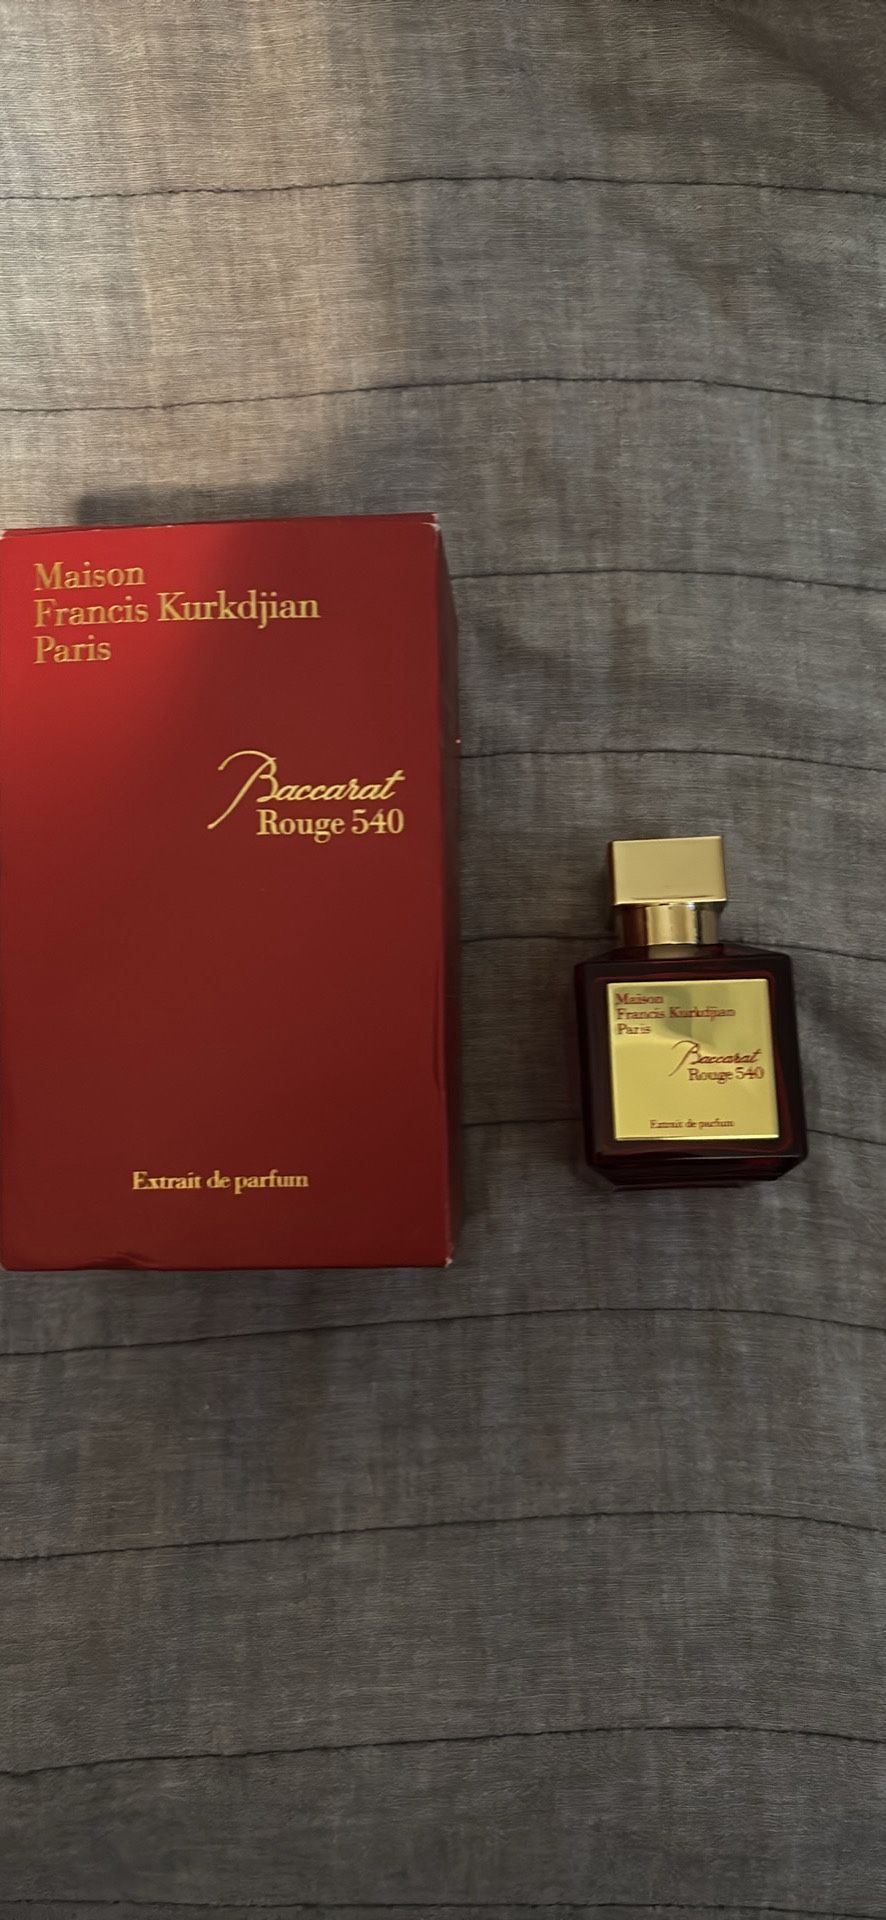 Maison
Francis Kurkdjian
Paris
Baccarat
Rouge 540
Extrait de parfum
Maison
Francis Kurkdjian
Paris
Baccarat
Rouge 540
Extrait de parfum